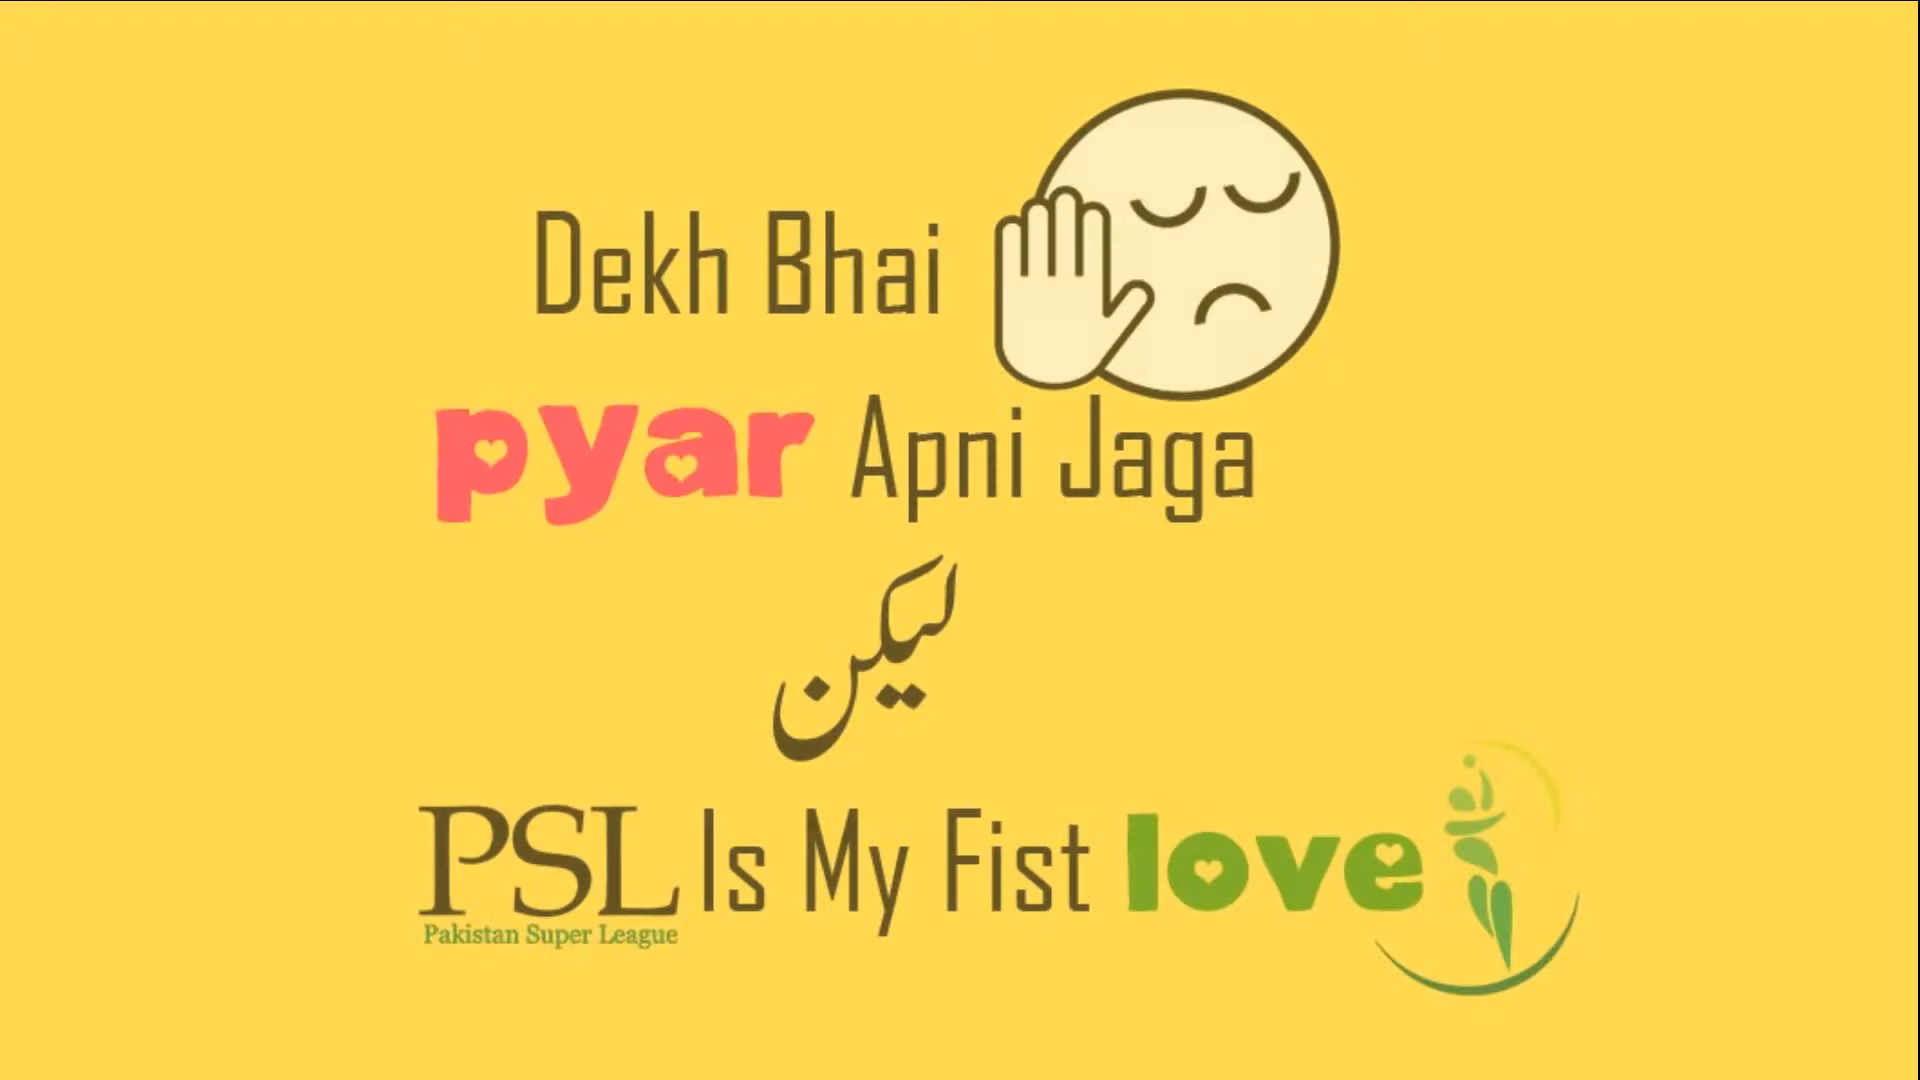 Dekh Bhai
pyar Apni Jaga
لیکن
PSL Is My Fist love
Pakistan Super League